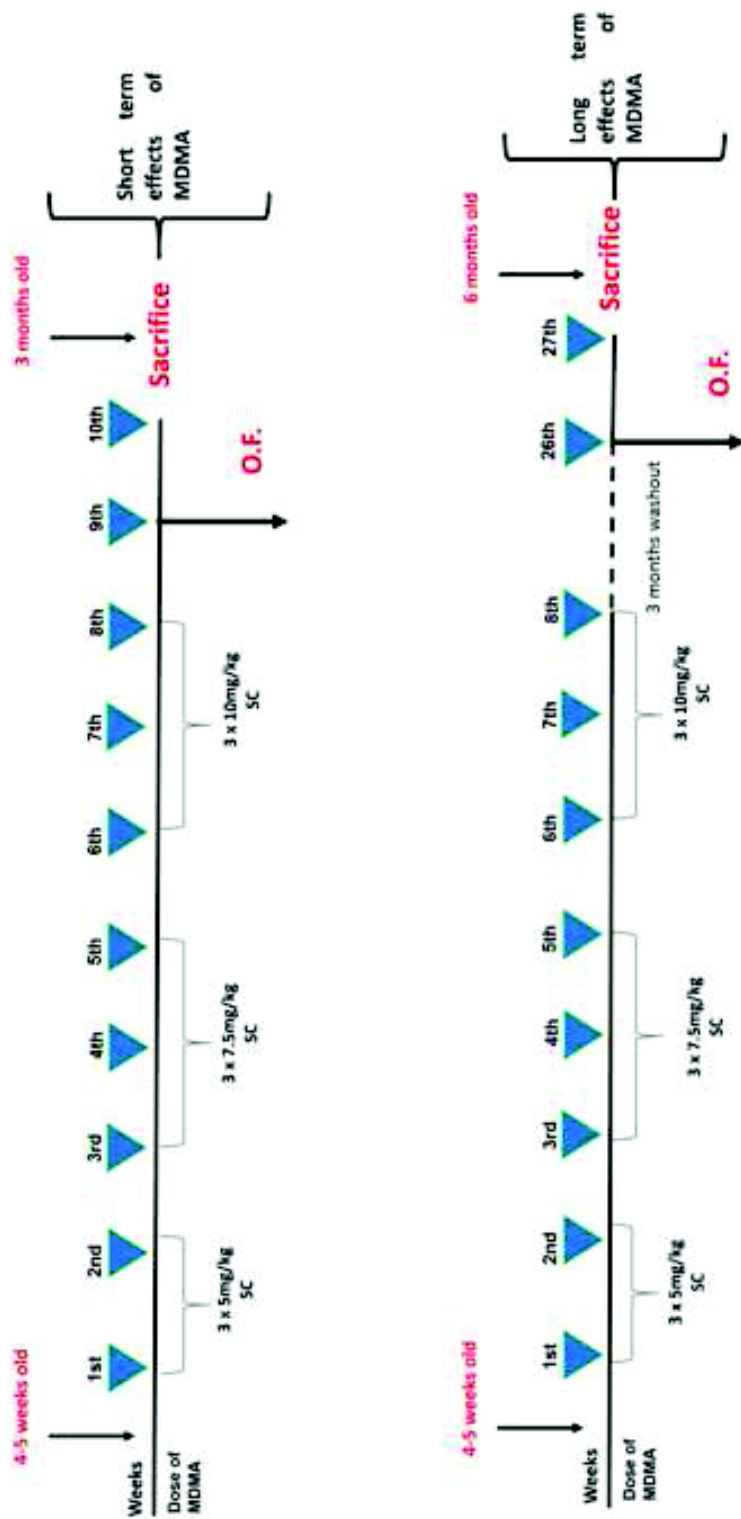 4-5 weeks old
3 months old
Weeks
1st
2nd
3rd
4th
5th
6th
7th
8th
9th
10th
Sacrifice
Dose of
MDMA
3 x 5mg/kg
SC
3 x 7.5mg/kg
SC
3 x 10mg/kg
SC
O.F.
Short term
effects of
MDMA
4-5 weeks old
6 months old
Weeks
1st
2nd
3rd
4th
5th
6th
7th
8th
26th
27th
Sacrifice
Dose of
MDMA
3 x 5mg/kg
SC
3 x 7.5mg/kg
SC
3 x 10mg/kg
SC
3 months washout
O.F.
Long term
effects of
MDMA